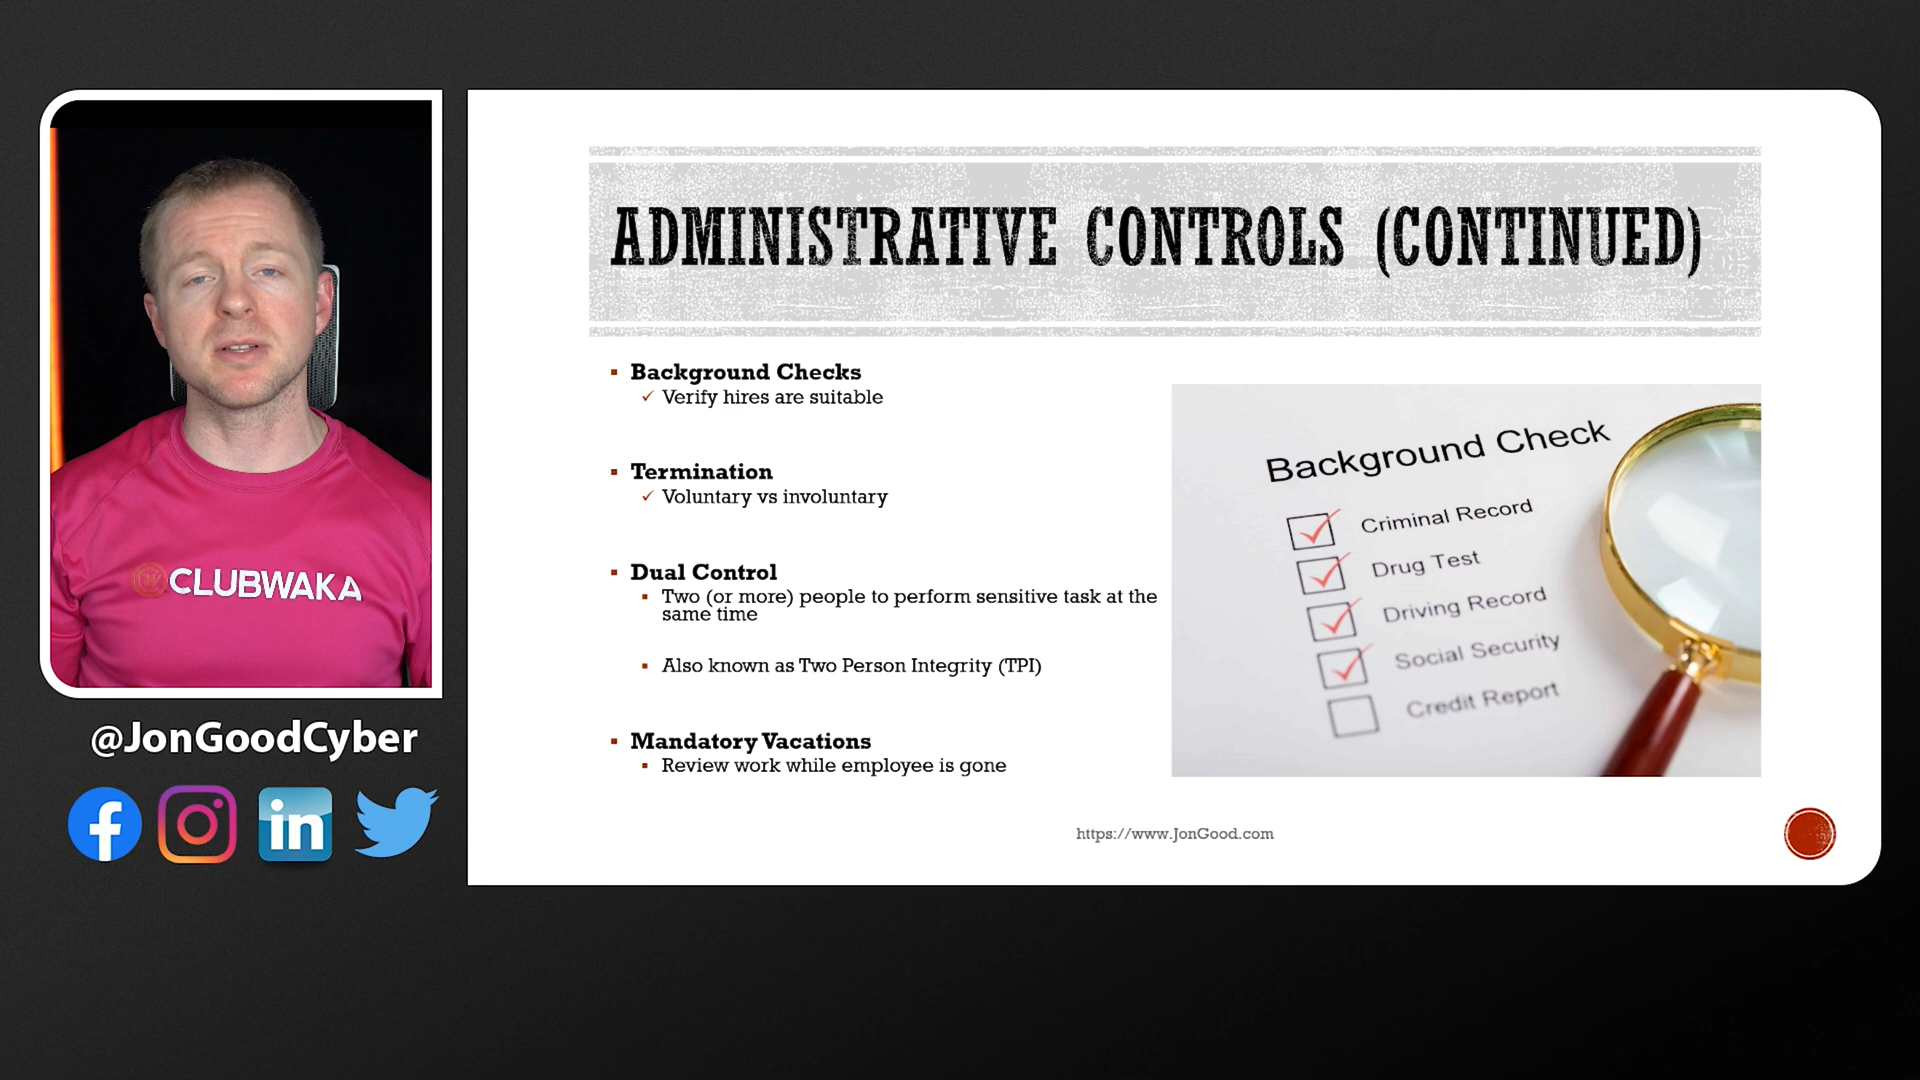 CLUBWAKA
@JonGoodCyber
ADMINISTRATIVE CONTROLS (CONTINUED)
Background Checks
Verify hires are suitable
Termination
Voluntary vs involuntary
Dual Control
Two (or more) people to perform sensitive task at the
same time
Also known as Two Person Integrity (TPI)
Mandatory Vacations
Review work while employee is gone
Background Check
Criminal Record
Drug Test
Driving Record
Social Security
Credit Report
https://www.JonGood.com